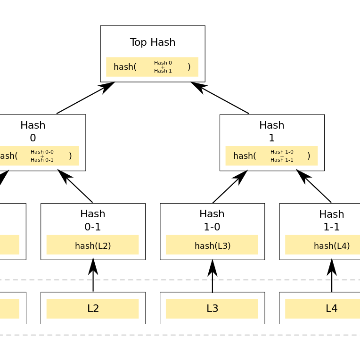 Top Hash
hash( Hash 0 + Hash 1 )
Hash
0
Hash
1
ash( Hash 0-0 + Hash 0-1 )
hash( Hash 1-0 + Hash 1-1 )
Hash
0-1
Hash
1-0
Hash
1-1
hash(L2)
hash(L3)
hash(L4)
L2
L3
L4